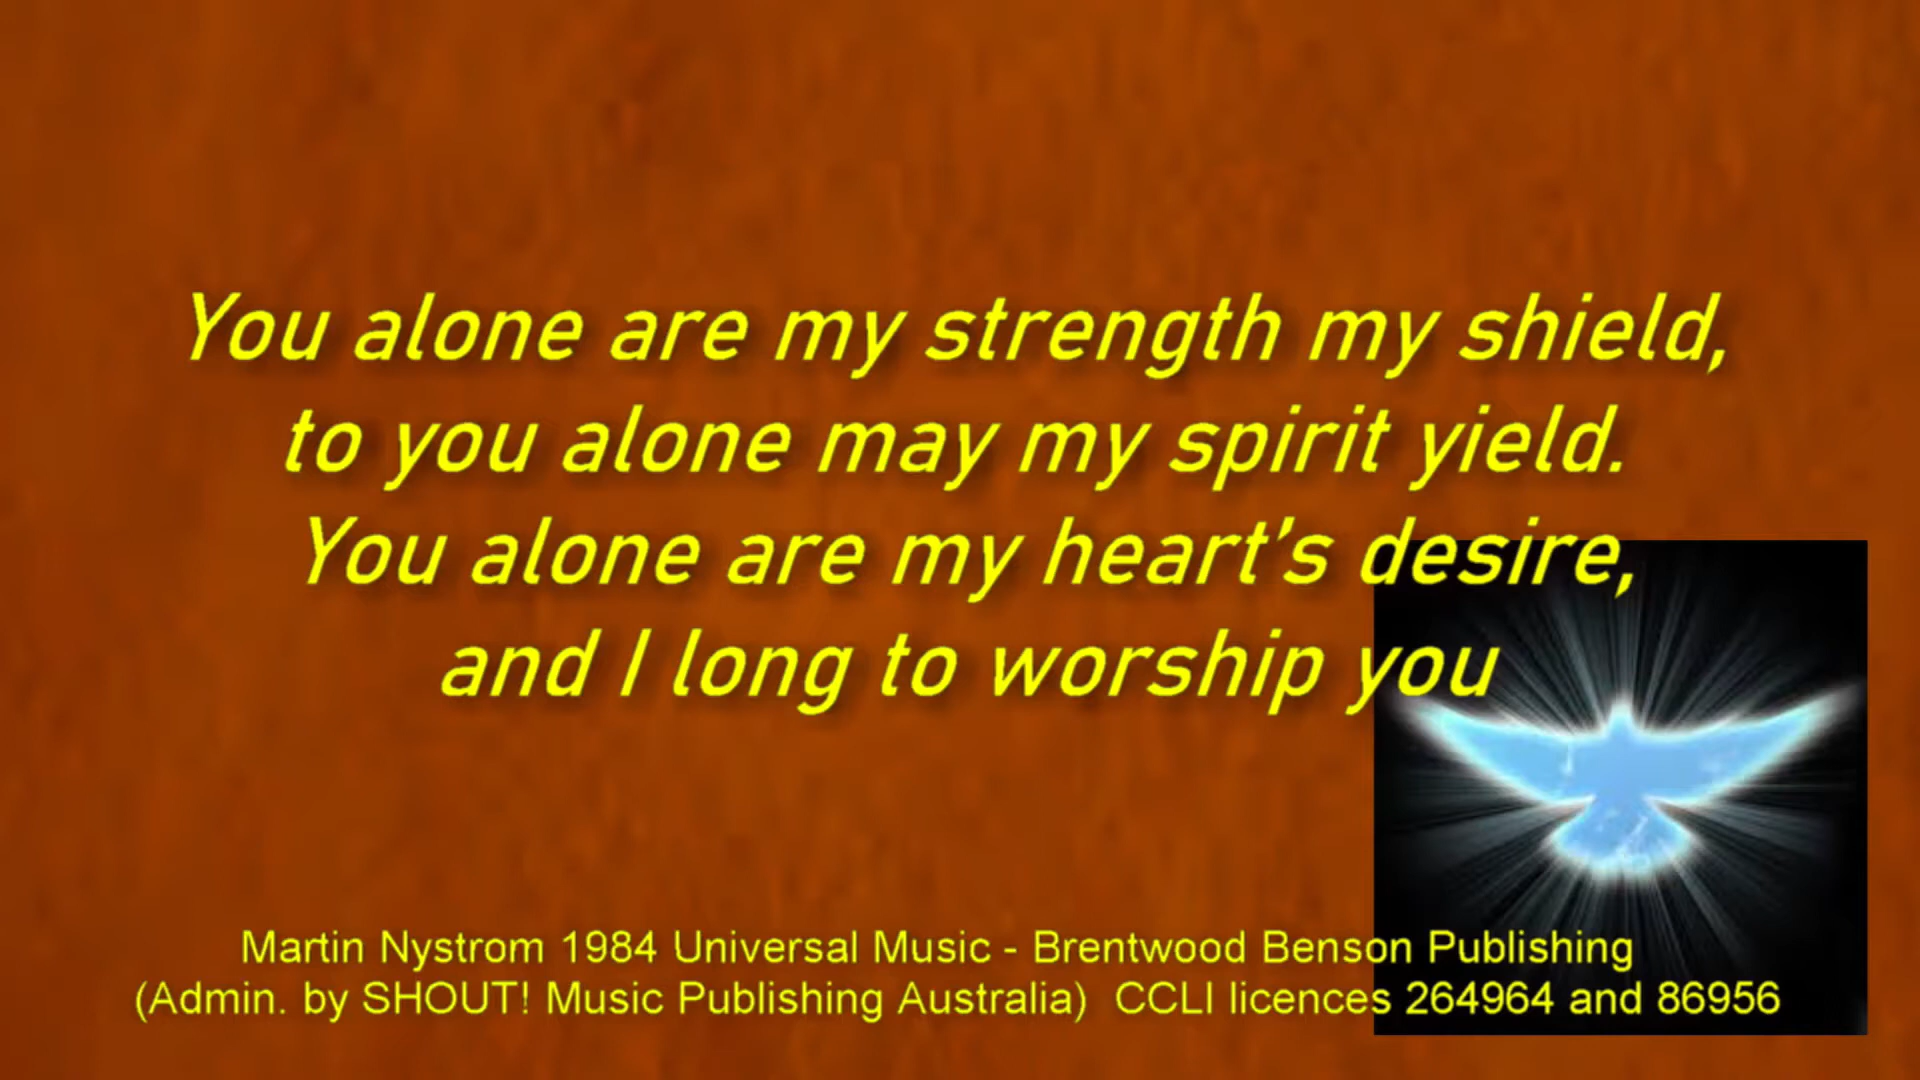 You alone are my strength my shield,
to you alone may my spirit yield.
You alone are my heart's desire,
and I long to worship you
Martin Nystrom 1984 Universal Music - Brentwood Benson Publishing
(Admin. by SHOUT! Music Publishing Australia)  CCLI licences 264964 and 86956